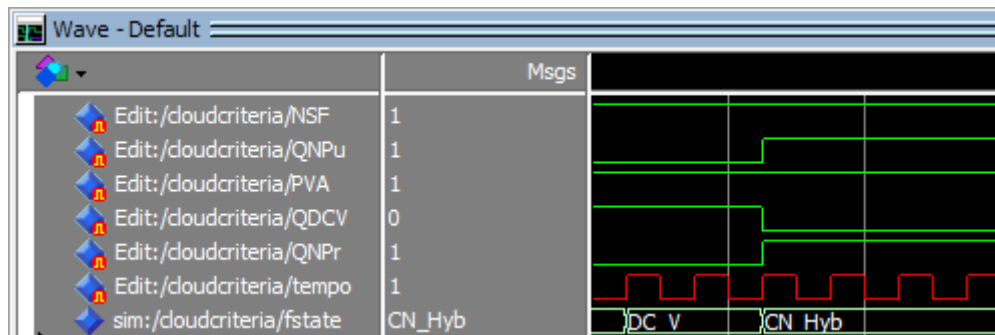 Wave - Default
Msgs
Edit:/cloudcriteria/NSF 1
Edit:/cloudcriteria/QNPu 1
Edit:/cloudcriteria/PVA 1
Edit:/cloudcriteria/QDCV 0
Edit:/cloudcriteria/QNPr 1
Edit:/cloudcriteria/tempo 1
sim:/cloudcriteria/fstate CN_Hyb DC_V CN_Hyb